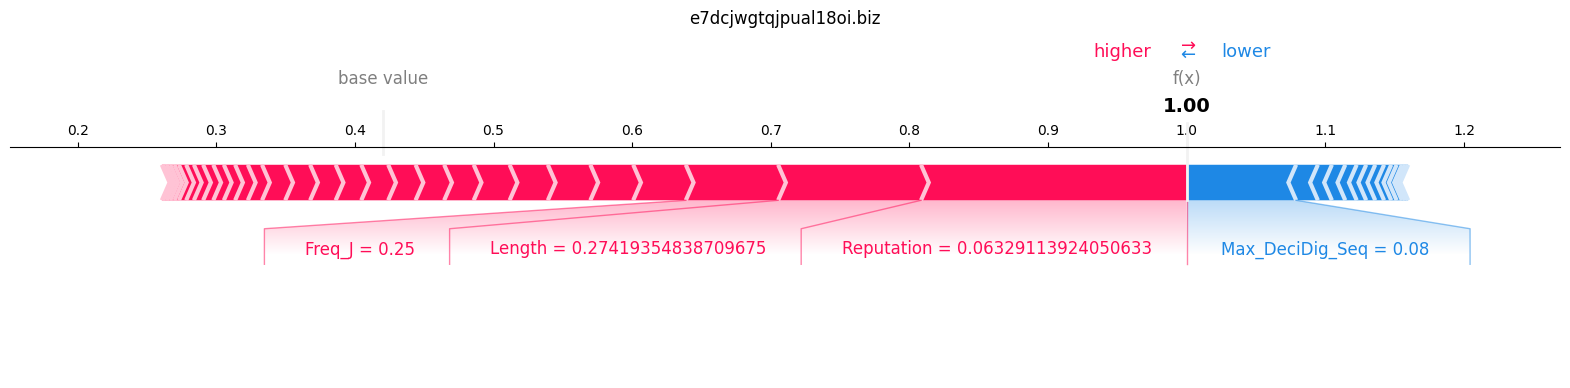 e7dcjwgtqjpual18oi.biz
higher ⇄ lower
base value f(x)
1.00
0.2 0.3 0.4 0.5 0.6 0.7 0.8 0.9 1.0 1.1 1.2
Freq_J = 0.25 Length = 0.27419354838709675 Reputation = 0.06329113924050633 Max_DeciDig_Seq = 0.08